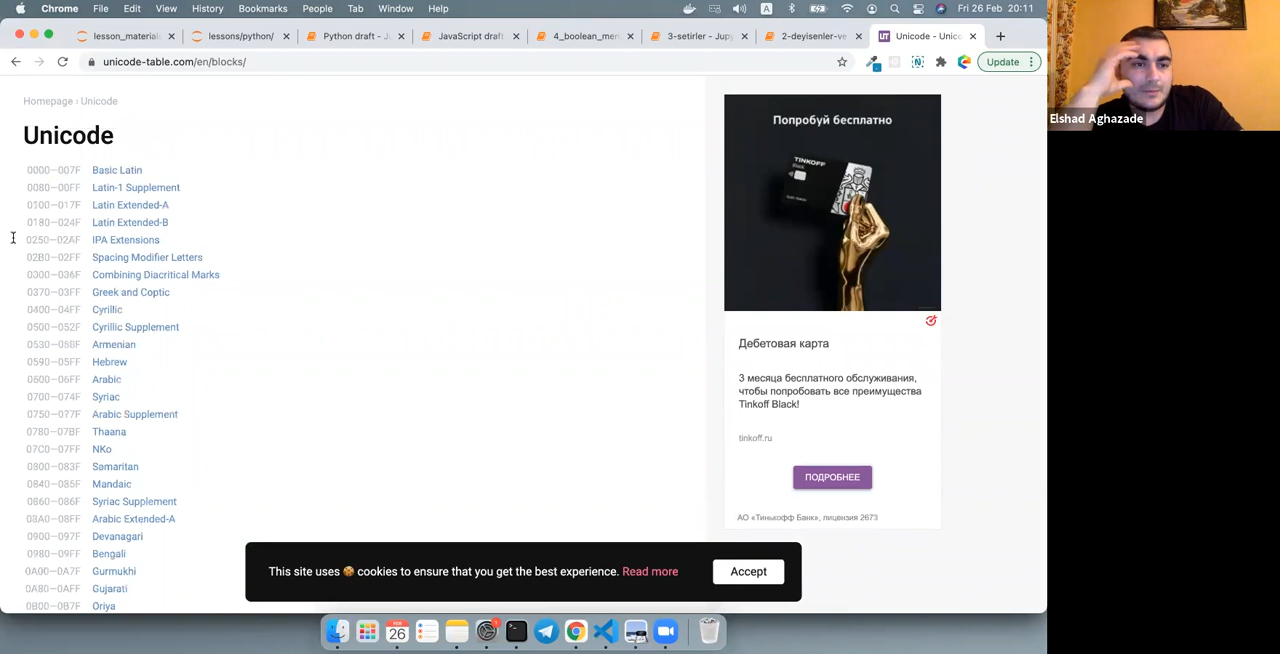 Chrome File Edit View History Bookmarks People Tab Window Help
A
Fri 26 Feb 20:11
lesson_material
lessons/python/
Python draft - Ju
JavaScript draft
4_boolean_men
3-setirler - Jupy
2-deyisenler-ve
UT
Unicode - Unico
unicode-table.com/en/blocks/
Update
Homepage › Unicode
Unicode
0000—007F Basic Latin
0080—00FF Latin-1 Supplement
0100—017F Latin Extended-A
0180—024F Latin Extended-B
0250—02AF IPA Extensions
02B0—02FF Spacing Modifier Letters
0300—036F Combining Diacritical Marks
0370—03FF Greek and Coptic
0400—04FF Cyrillic
0500—052F Cyrillic Supplement
0530—058F Armenian
0590—05FF Hebrew
0600—06FF Arabic
0700—074F Syriac
0750—077F Arabic Supplement
0780—07BF Thaana
07C0—07FF NKo
0800—083F Samaritan
0840—085F Mandaic
0860—086F Syriac Supplement
08A0—08FF Arabic Extended-A
0900—097F Devanagari
0980—09FF Bengali
0A00—0A7F Gurmukhi
0A80—0AFF Gujarati
0B00—0B7F Oriya
Попробуй бесплатно
TINKOFF
Black
Дебетовая карта
3 месяца бесплатного обслуживания,
чтобы попробовать все преимущества
Tinkoff Black!
tinkoff.ru
ПОДРОБНЕЕ
АО «Тинькофф Банк», лицензия 2673
This site uses 🍪 cookies to ensure that you get the best experience. Read more
Accept
FEB
26
1
Elshad Aghazade